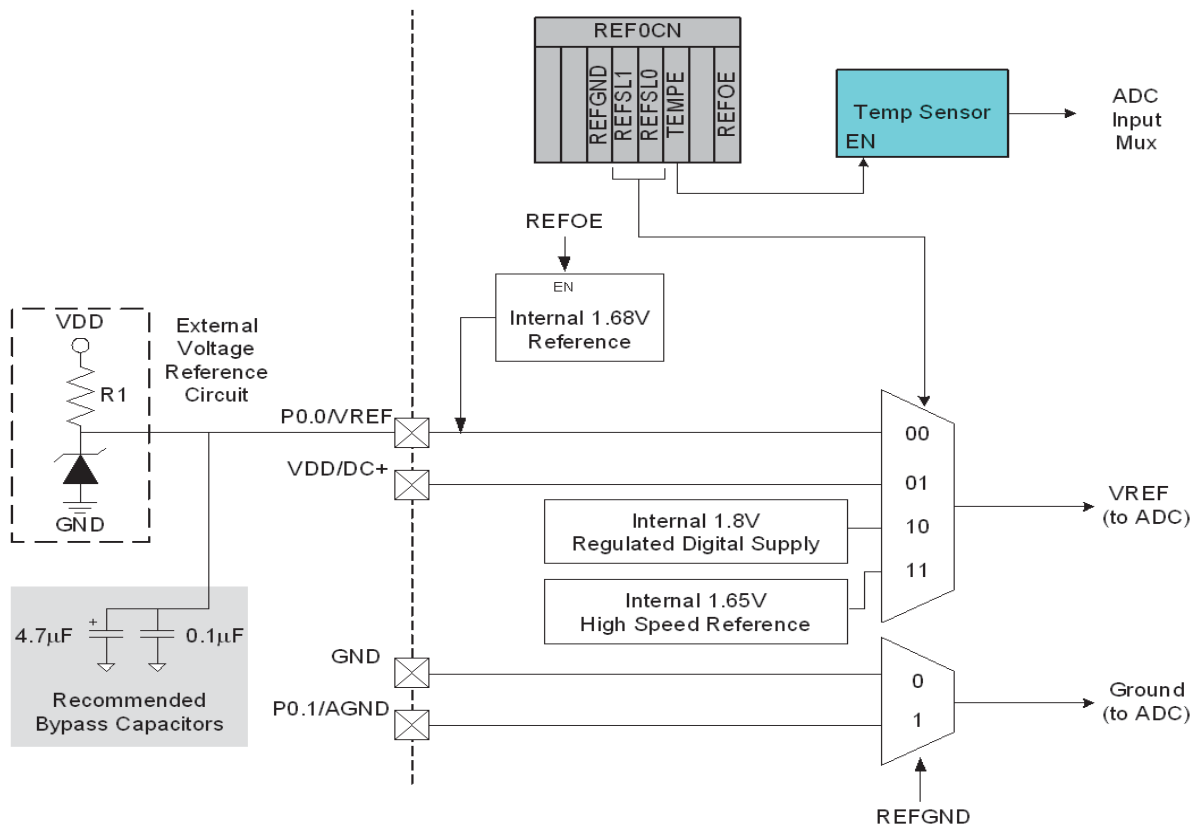 REF0CN
REFGND
REFSL1
REFSL0
TEMPE
REFOE
Temp Sensor
EN
ADC
Input
Mux
REFOE
EN
Internal 1.68V
Reference
VDD
R1
GND
External
Voltage
Reference
Circuit
P0.0/VREF
VDD/DC+
00
01
10
11
Internal 1.8V
Regulated Digital Supply
Internal 1.65V
High Speed Reference
VREF
(to ADC)
+
4.7µF
0.1µF
Recommended
Bypass Capacitors
GND
P0.1/AGND
0
1
Ground
(to ADC)
REFGND